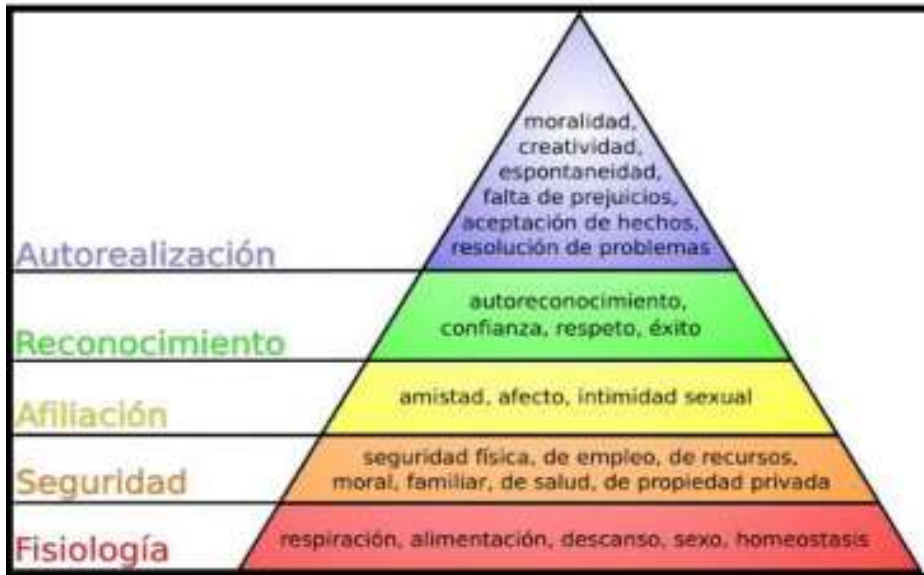 moralidad,
creatividad,
espontaneidad,
falta de prejuicios,
aceptación de hechos,
resolución de problemas
Autorealización
autoreconocimiento,
confianza, respeto, éxito
Reconocimiento
amistad, afecto, intimidad sexual
Afiliación
seguridad física, de empleo, de recursos,
moral, familiar, de salud, de propiedad privada
Seguridad
respiración, alimentación, descanso, sexo, homeostasis
Fisiología